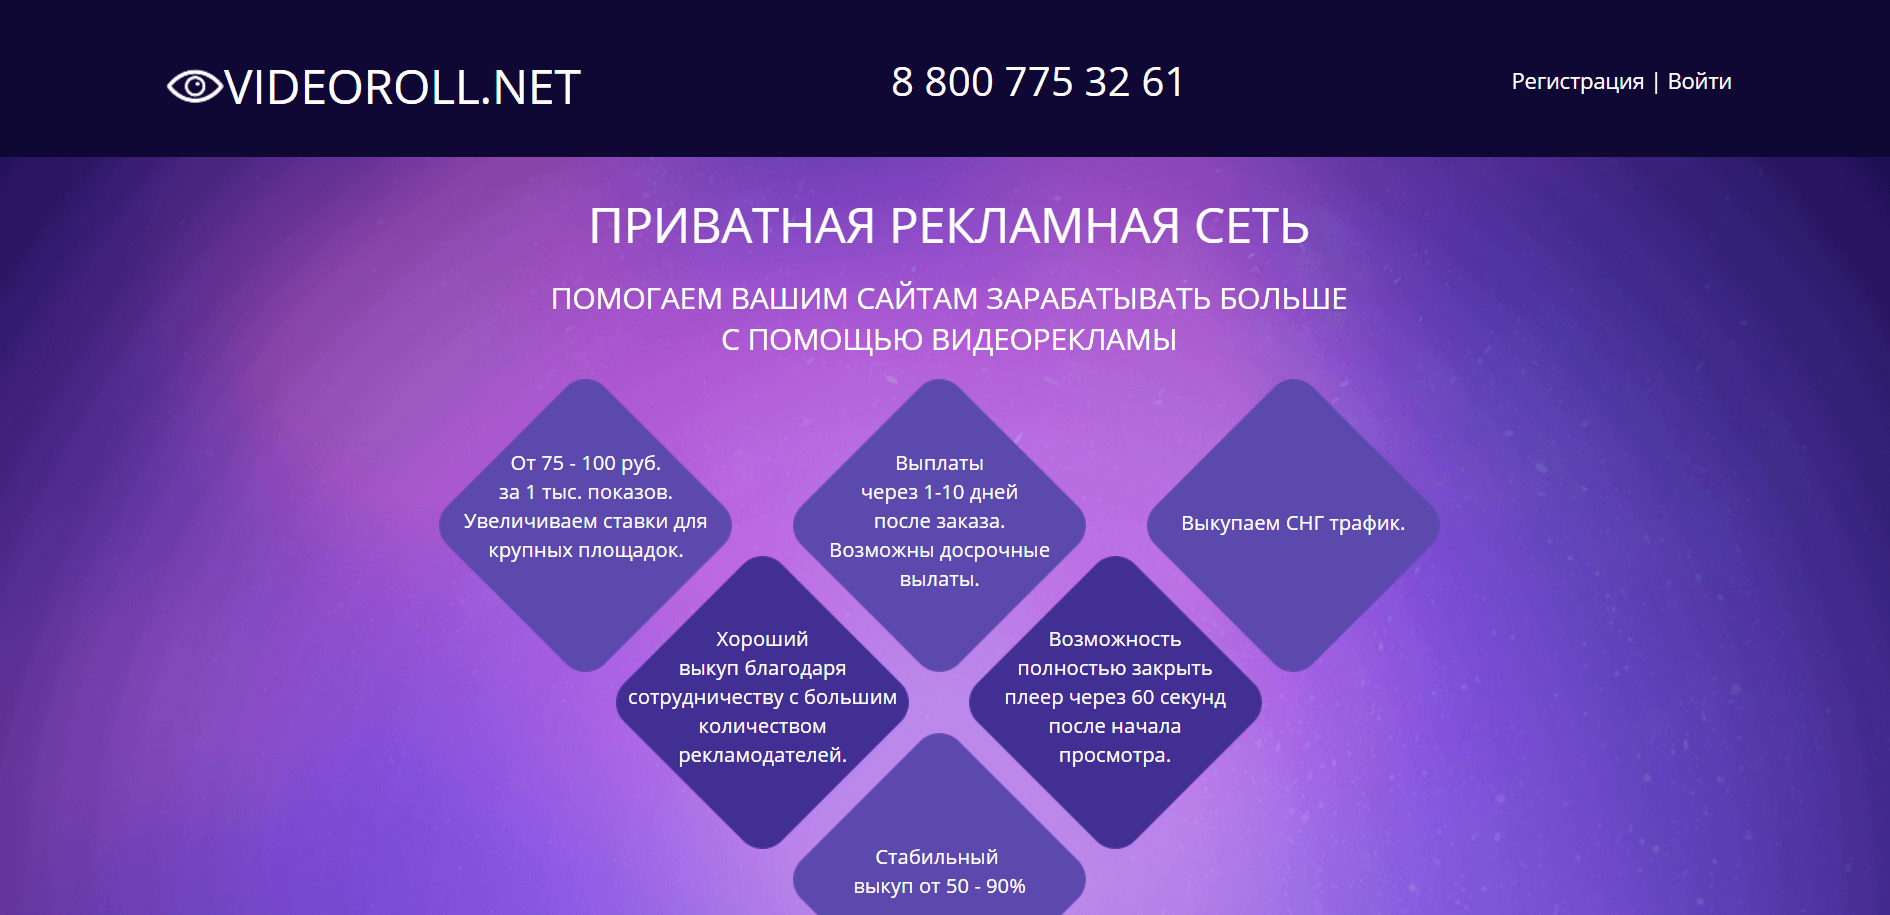 VIDEOROLL.NET
8 800 775 32 61
Регистрация | Войти
ПРИВАТНАЯ РЕКЛАМНАЯ СЕТЬ
ПОМОГАЕМ ВАШИМ САЙТАМ ЗАРАБАТЫВАТЬ БОЛЬШЕ
С ПОМОЩЬЮ ВИДЕОРЕКЛАМЫ
От 75 - 100 руб.
за 1 тыс. показов.
Увеличиваем ставки для
крупных площадок.
Выплаты
через 1-10 дней
после заказа.
Возможны досрочные
вылаты.
Выкупаем СНГ трафик.
Хороший
выкуп благодаря
сотрудничеству с большим
количеством
рекламодателей.
Возможность
полностью закрыть
плеер через 60 секунд
после начала
просмотра.
Стабильный
выкуп от 50 - 90%